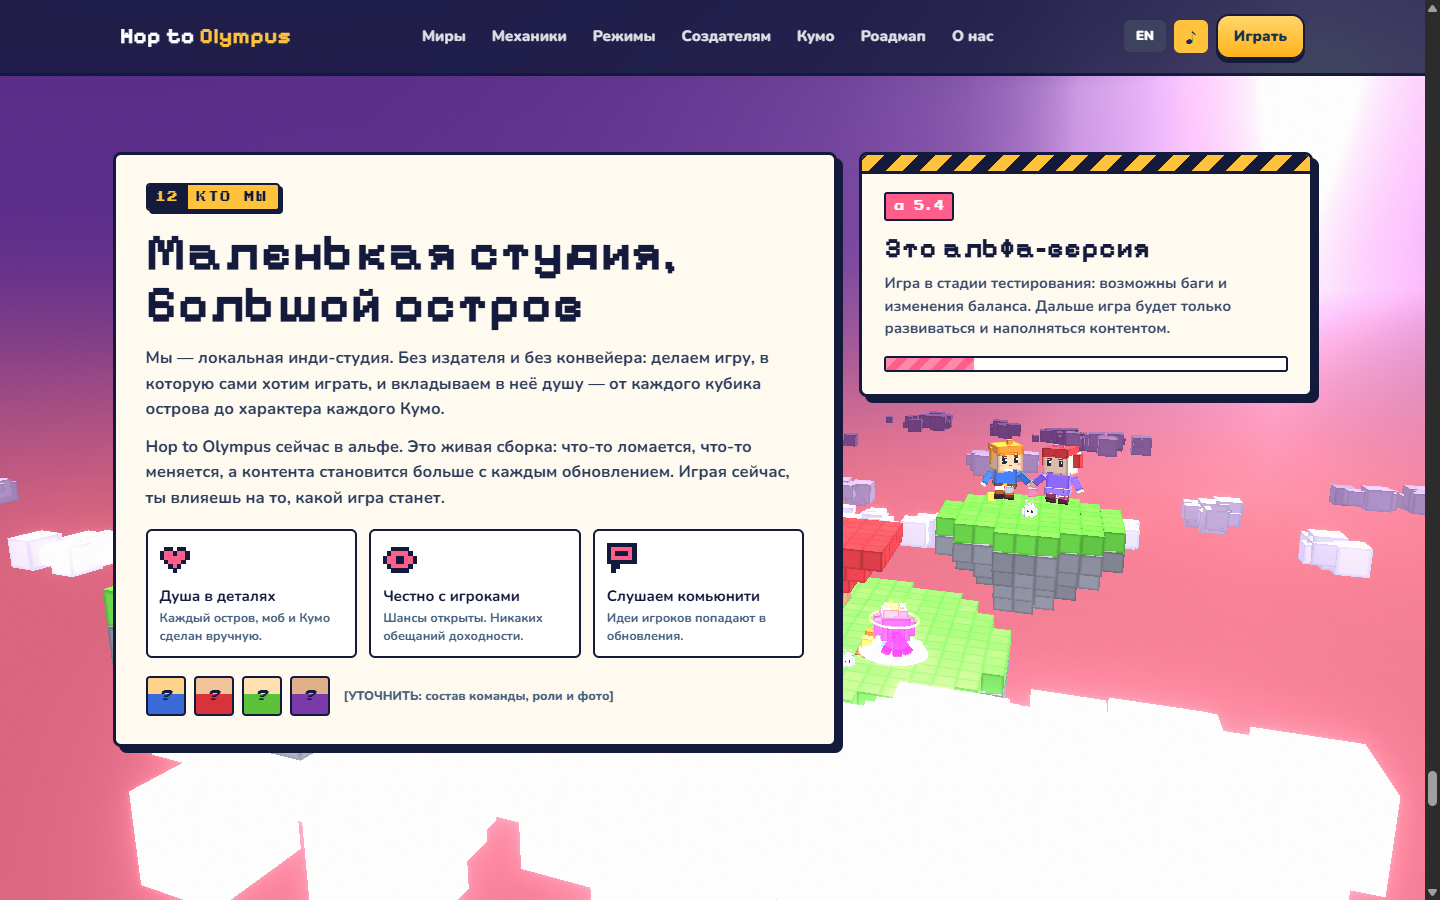 Hop to Olympus
Миры Механики Режимы Создателям Кумо Роадмап О нас
EN
Играть
12 КТО МЫ
Маленькая студия,
большой остров
Мы — локальная инди-студия. Без издателя и без конвейера: делаем игру, в
которую сами хотим играть, и вкладываем в неё душу — от каждого кубика
острова до характера каждого Кумо.
Hop to Olympus сейчас в альфе. Это живая сборка: что-то ломается, что-то
меняется, а контента становится больше с каждым обновлением. Играя сейчас,
ты влияешь на то, какой игра станет.
Душа в деталях
Каждый остров, моб и Кумо
сделан вручную.
Честно с игроками
Шансы открыты. Никаких
обещаний доходности.
Слушаем комьюнити
Идеи игроков попадают в
обновления.
? ? ? ?
[УТОЧНИТЬ: состав команды, роли и фото]
α 5.4
Это альфа-версия
Игра в стадии тестирования: возможны баги и
изменения баланса. Дальше игра будет только
развиваться и наполняться контентом.